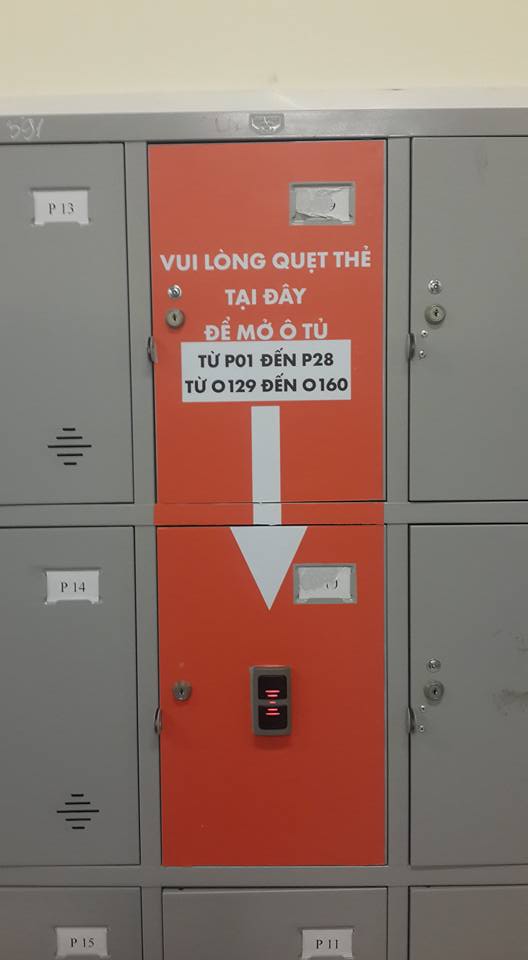 P 13
VUI LÒNG QUẸT THẺ
TẠI ĐÂY
ĐỂ MỞ Ô TỦ
TỪ P01 ĐẾN P28
TỪ O129 ĐẾN O160
P 14
P 15
P 11